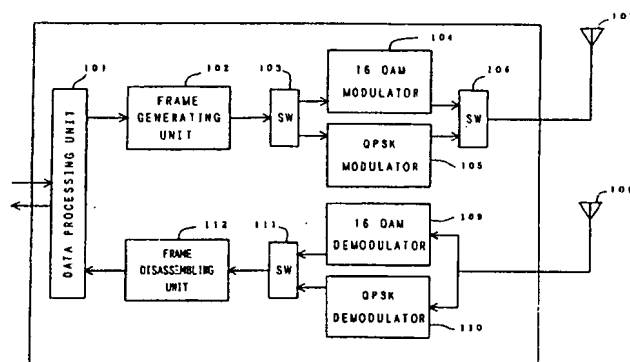 101
102
103
104
106
FRAME
GENERATING
UNIT
SW
16 QAM
MODULATOR
SW
QPSK
MODULATOR
105
DATA PROCESSING UNIT
112
111
109
FRAME
DISASSEMBLING
UNIT
SW
16 QAM
DEMODULATOR
QPSK
DEMODULATOR
110